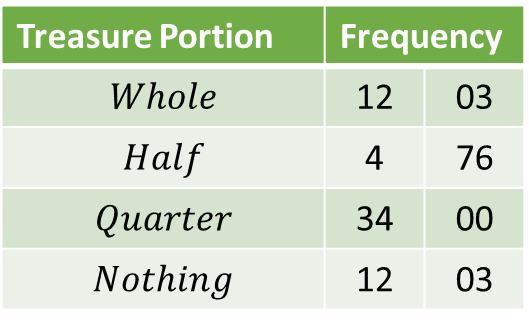 Treasure Portion Frequency
Whole 12 03
Half 4 76
Quarter 34 00
Nothing 12 03